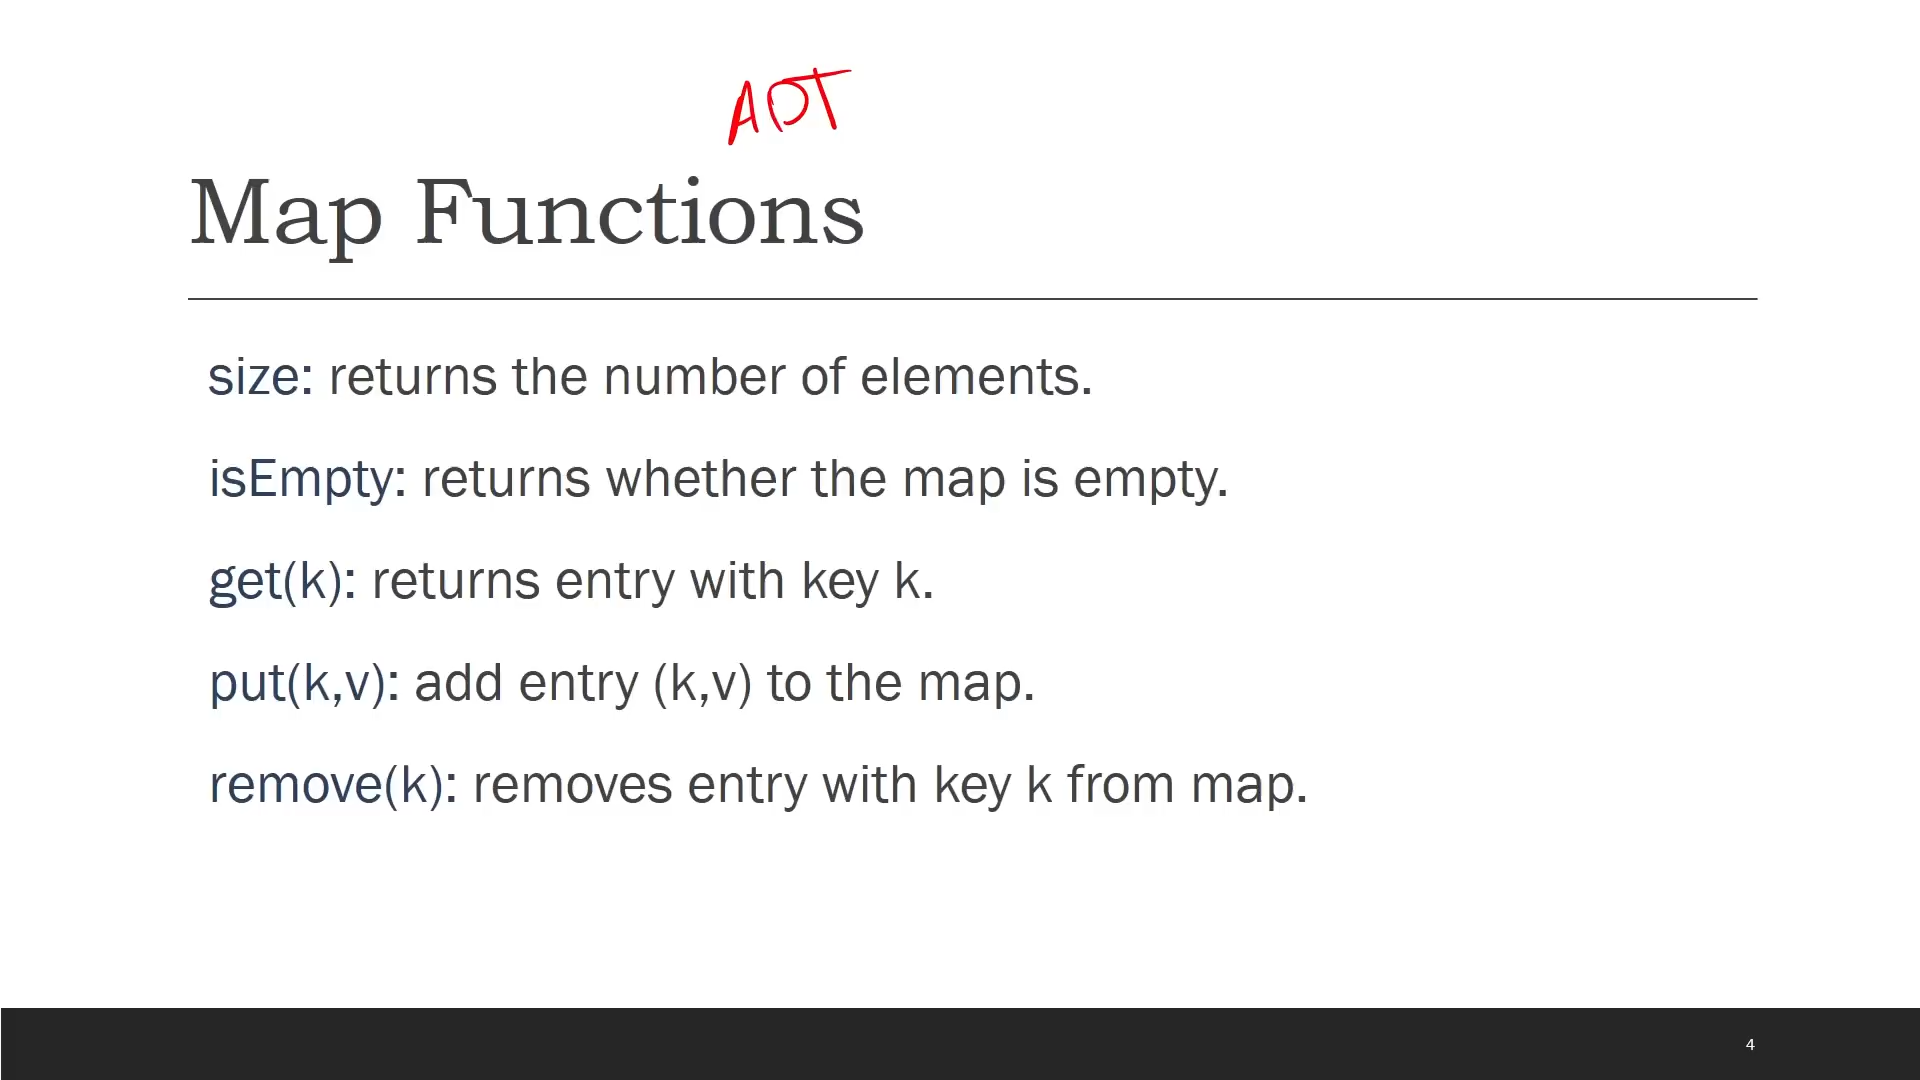 ADT
Map Functions
size: returns the number of elements.
isEmpty: returns whether the map is empty.
get(k): returns entry with key k.
put(k,v): add entry (k,v) to the map.
remove(k): removes entry with key k from map.
4